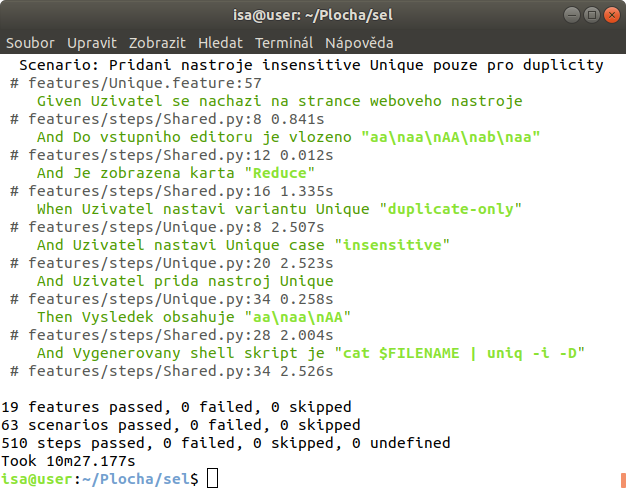 isa@user: ~/Plocha/sel
Soubor Upravit Zobrazit Hledat Terminál Nápověda
Scenario: Pridani nastroje insensitive Unique pouze pro duplicity
# features/Unique.feature:57
Given Uzivatel se nachazi na strance weboveho nastroje
# features/steps/Shared.py:8 0.841s
And Do vstupniho editoru je vlozeno "aa\naa\nAA\nab\naa"
# features/steps/Shared.py:12 0.012s
And Je zobrazena karta "Reduce"
# features/steps/Shared.py:16 1.335s
When Uzivatel nastavi variantu Unique "duplicate-only"
# features/steps/Unique.py:8 2.507s
And Uzivatel nastavi Unique case "insensitive"
# features/steps/Unique.py:20 2.523s
And Uzivatel prida nastroj Unique
# features/steps/Unique.py:34 0.258s
Then Vysledek obsahuje "aa\naa\nAA"
# features/steps/Shared.py:28 2.004s
And Vygenerovany shell skript je "cat $FILENAME | uniq -i -D"
# features/steps/Shared.py:34 2.526s
19 features passed, 0 failed, 0 skipped
63 scenarios passed, 0 failed, 0 skipped
510 steps passed, 0 failed, 0 skipped, 0 undefined
Took 10m27.177s
isa@user:~/Plocha/sel$